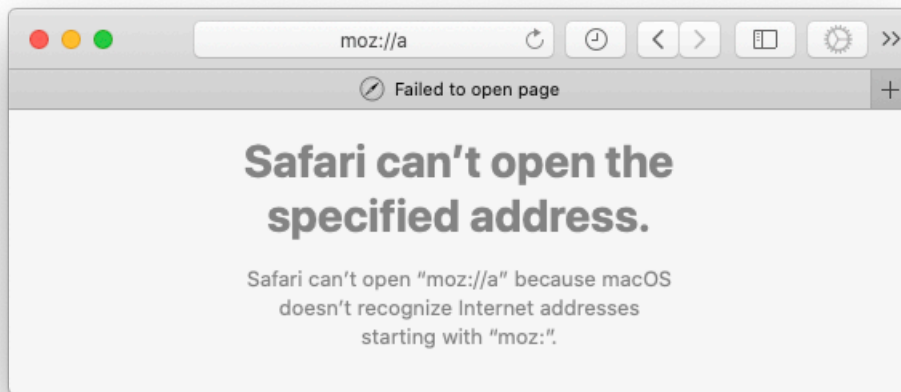 moz://a
Failed to open page
Safari can’t open the
specified address.
Safari can’t open “moz://a” because macOS
doesn’t recognize Internet addresses
starting with “moz:”.